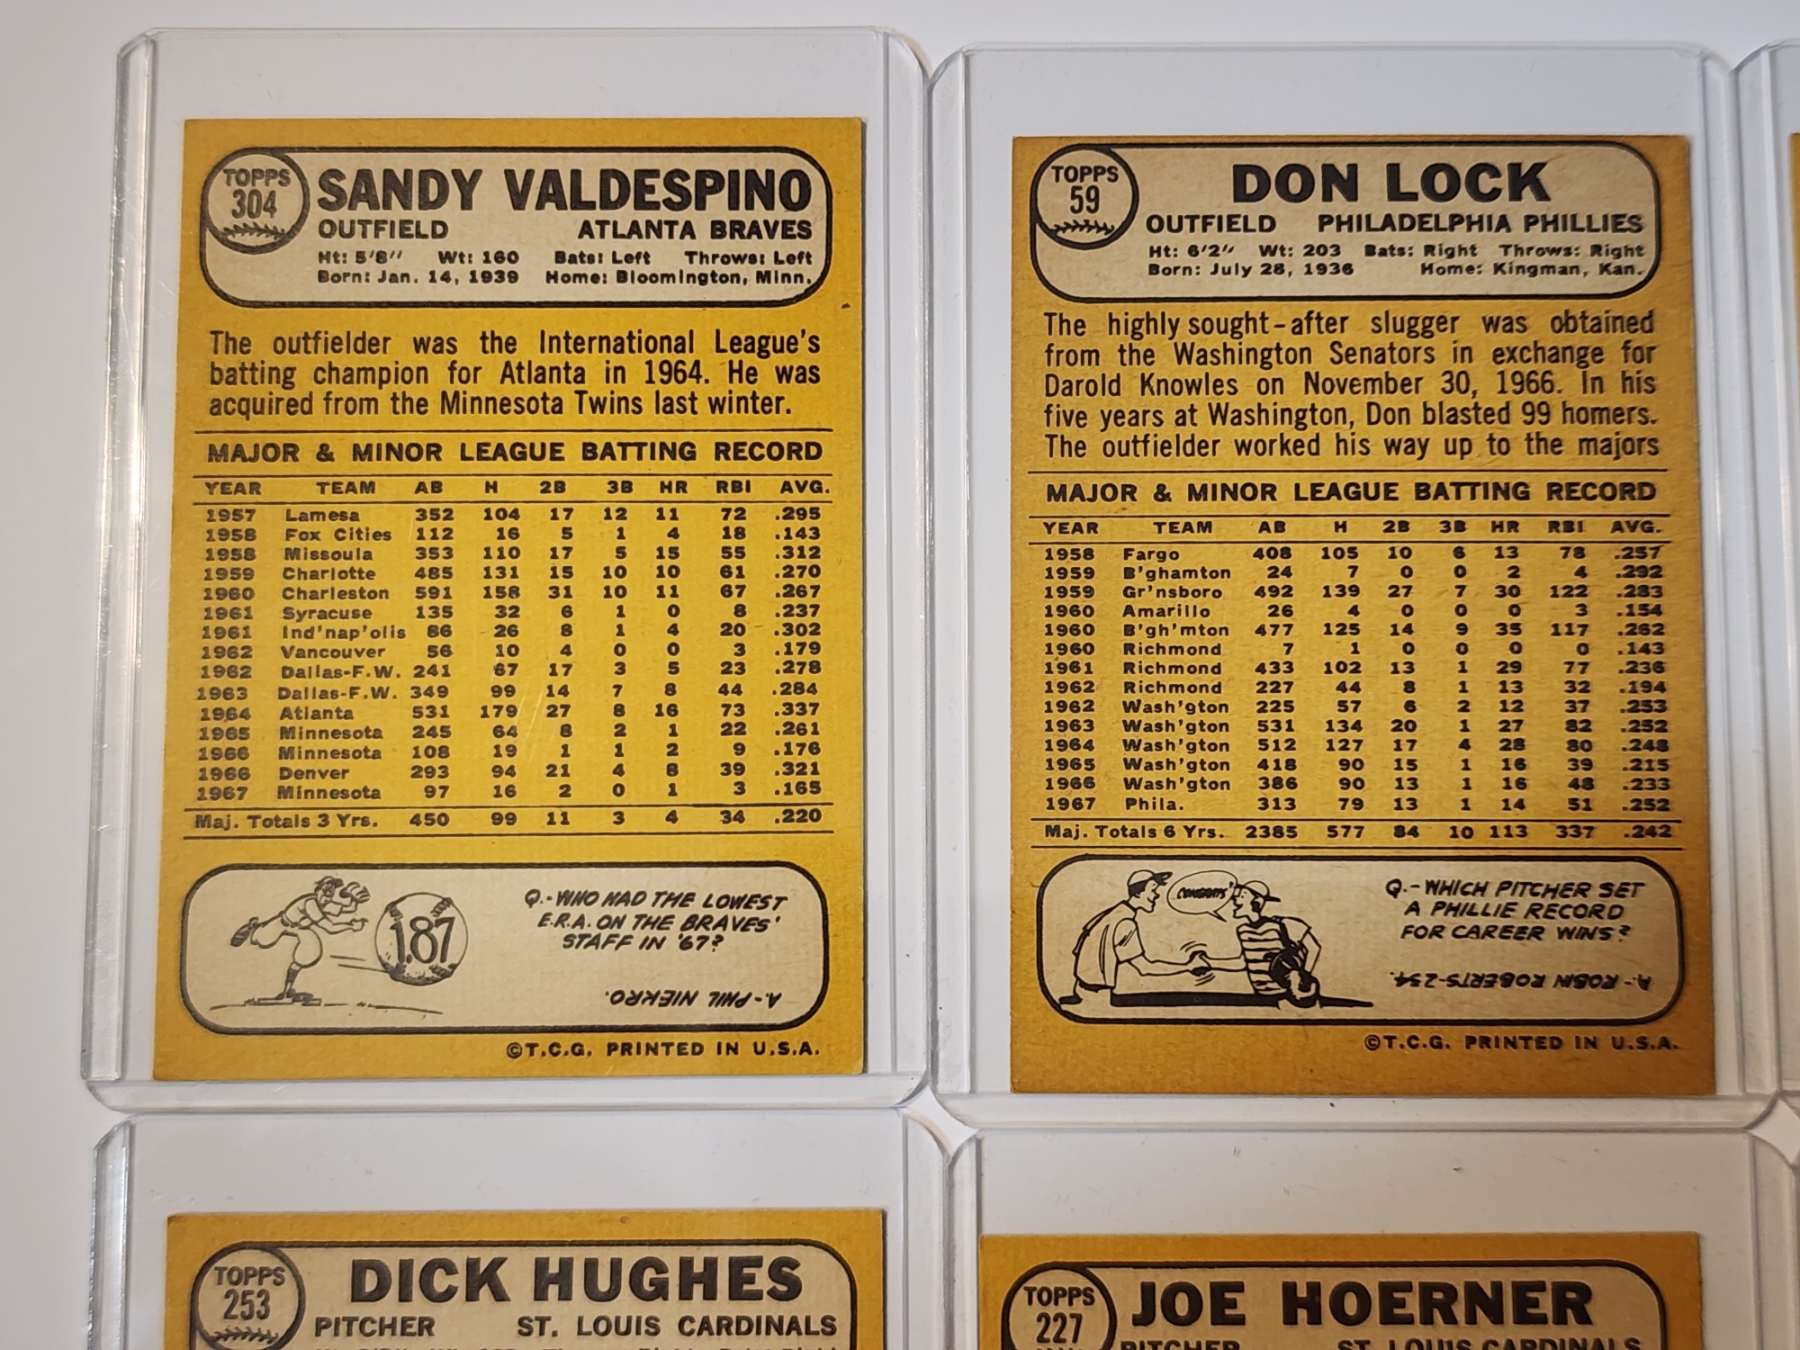 TOPPS
304
SANDY VALDESPINO
OUTFIELD ATLANTA BRAVES
Ht: 5'8" Wt: 160 Bats: Left Throws: Left
Born: Jan. 14, 1939 Home: Bloomington, Minn.
The outfielder was the International League's
batting champion for Atlanta in 1964. He was
acquired from the Minnesota Twins last winter.
MAJOR & MINOR LEAGUE BATTING RECORD
YEAR TEAM AB H 2B 3B HR RBI AVG.
1957 Lamesa 352 104 17 12 11 72 .295
1958 Fox Cities 112 16 5 1 4 18 .143
1958 Missoula 353 110 17 5 15 55 .312
1959 Charlotte 485 131 15 10 10 61 .270
1960 Charleston 591 158 31 10 11 67 .267
1961 Syracuse 135 32 6 1 0 8 .237
1961 Ind'nap'olis 86 26 8 1 4 20 .302
1962 Vancouver 56 10 4 0 0 3 .179
1962 Dallas-F.W. 241 67 17 3 5 23 .278
1963 Dallas-F.W. 349 99 14 7 8 44 .284
1964 Atlanta 531 179 27 8 16 73 .337
1965 Minnesota 245 64 8 2 1 22 .261
1966 Minnesota 108 19 1 1 2 9 .176
1966 Denver 293 94 21 4 8 39 .321
1967 Minnesota 97 16 2 0 1 3 .165
Maj. Totals 3 Yrs. 450 99 11 3 4 34 .220
1.87
Q.-WHO HAD THE LOWEST
E.R.A. ON THE BRAVES'
STAFF IN '67?
A.-PHIL NIEKRO.
©T.C.G. PRINTED IN U.S.A.
TOPPS
59
DON LOCK
OUTFIELD PHILADELPHIA PHILLIES
Ht: 6'2" Wt: 203 Bats: Right Throws: Right
Born: July 28, 1936 Home: Kingman, Kan.
The highly sought-after slugger was obtained
from the Washington Senators in exchange for
Darold Knowles on November 30, 1966. In his
five years at Washington, Don blasted 99 homers.
The outfielder worked his way up to the majors
MAJOR & MINOR LEAGUE BATTING RECORD
YEAR TEAM AB H 2B 3B HR RBI AVG.
1958 Fargo 408 105 10 6 13 78 .257
1959 B'ghamton 24 7 0 0 2 4 .292
1959 Gr'nsboro 492 139 27 7 30 122 .283
1960 Amarillo 26 4 0 0 0 3 .154
1960 B'gh'mton 477 125 14 9 35 117 .262
1960 Richmond 7 1 0 0 0 0 .143
1961 Richmond 433 102 13 1 29 77 .236
1962 Richmond 227 44 8 1 13 32 .194
1962 Wash'gton 225 57 6 2 12 37 .253
1963 Wash'gton 531 134 20 1 27 82 .252
1964 Wash'gton 512 127 17 4 28 80 .248
1965 Wash'gton 418 90 15 1 16 39 .215
1966 Wash'gton 386 90 13 1 16 48 .233
1967 Phila. 313 79 13 1 14 51 .252
Maj. Totals 6 Yrs. 2385 577 84 10 113 337 .242
CONGRATS'
Q.-WHICH PITCHER SET
A PHILLIE RECORD
FOR CAREER WINS?
A.-ROBIN ROBERTS-234.
©T.C.G. PRINTED IN U.S.A.
TOPPS
253
DICK HUGHES
PITCHER ST. LOUIS CARDINALS
TOPPS
227
JOE HOERNER
PITCHER ST. LOUIS CARDINALS